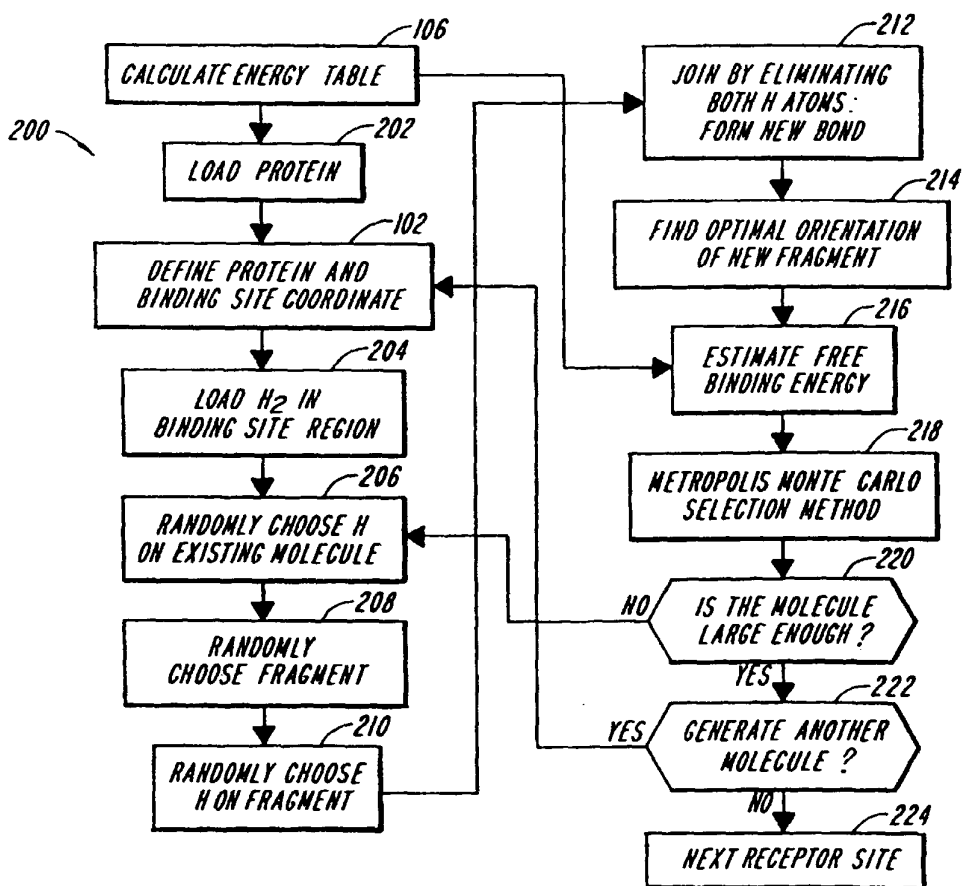 106
CALCULATE ENERGY TABLE
200
202
LOAD PROTEIN
102
DEFINE PROTEIN AND
BINDING SITE COORDINATE
204
LOAD H2 IN
BINDING SITE REGION
206
RANDOMLY CHOOSE H
ON EXISTING MOLECULE
208
RANDOMLY
CHOOSE FRAGMENT
210
RANDOMLY CHOOSE
H ON FRAGMENT
212
JOIN BY ELIMINATING
BOTH H ATOMS:
FORM NEW BOND
214
FIND OPTIMAL ORIENTATION
OF NEW FRAGMENT
216
ESTIMATE FREE
BINDING ENERGY
218
METROPOLIS MONTE CARLO
SELECTION METHOD
220
NO
IS THE MOLECULE
LARGE ENOUGH?
YES
222
YES
GENERATE ANOTHER
MOLECULE?
NO
224
NEXT RECEPTOR SITE